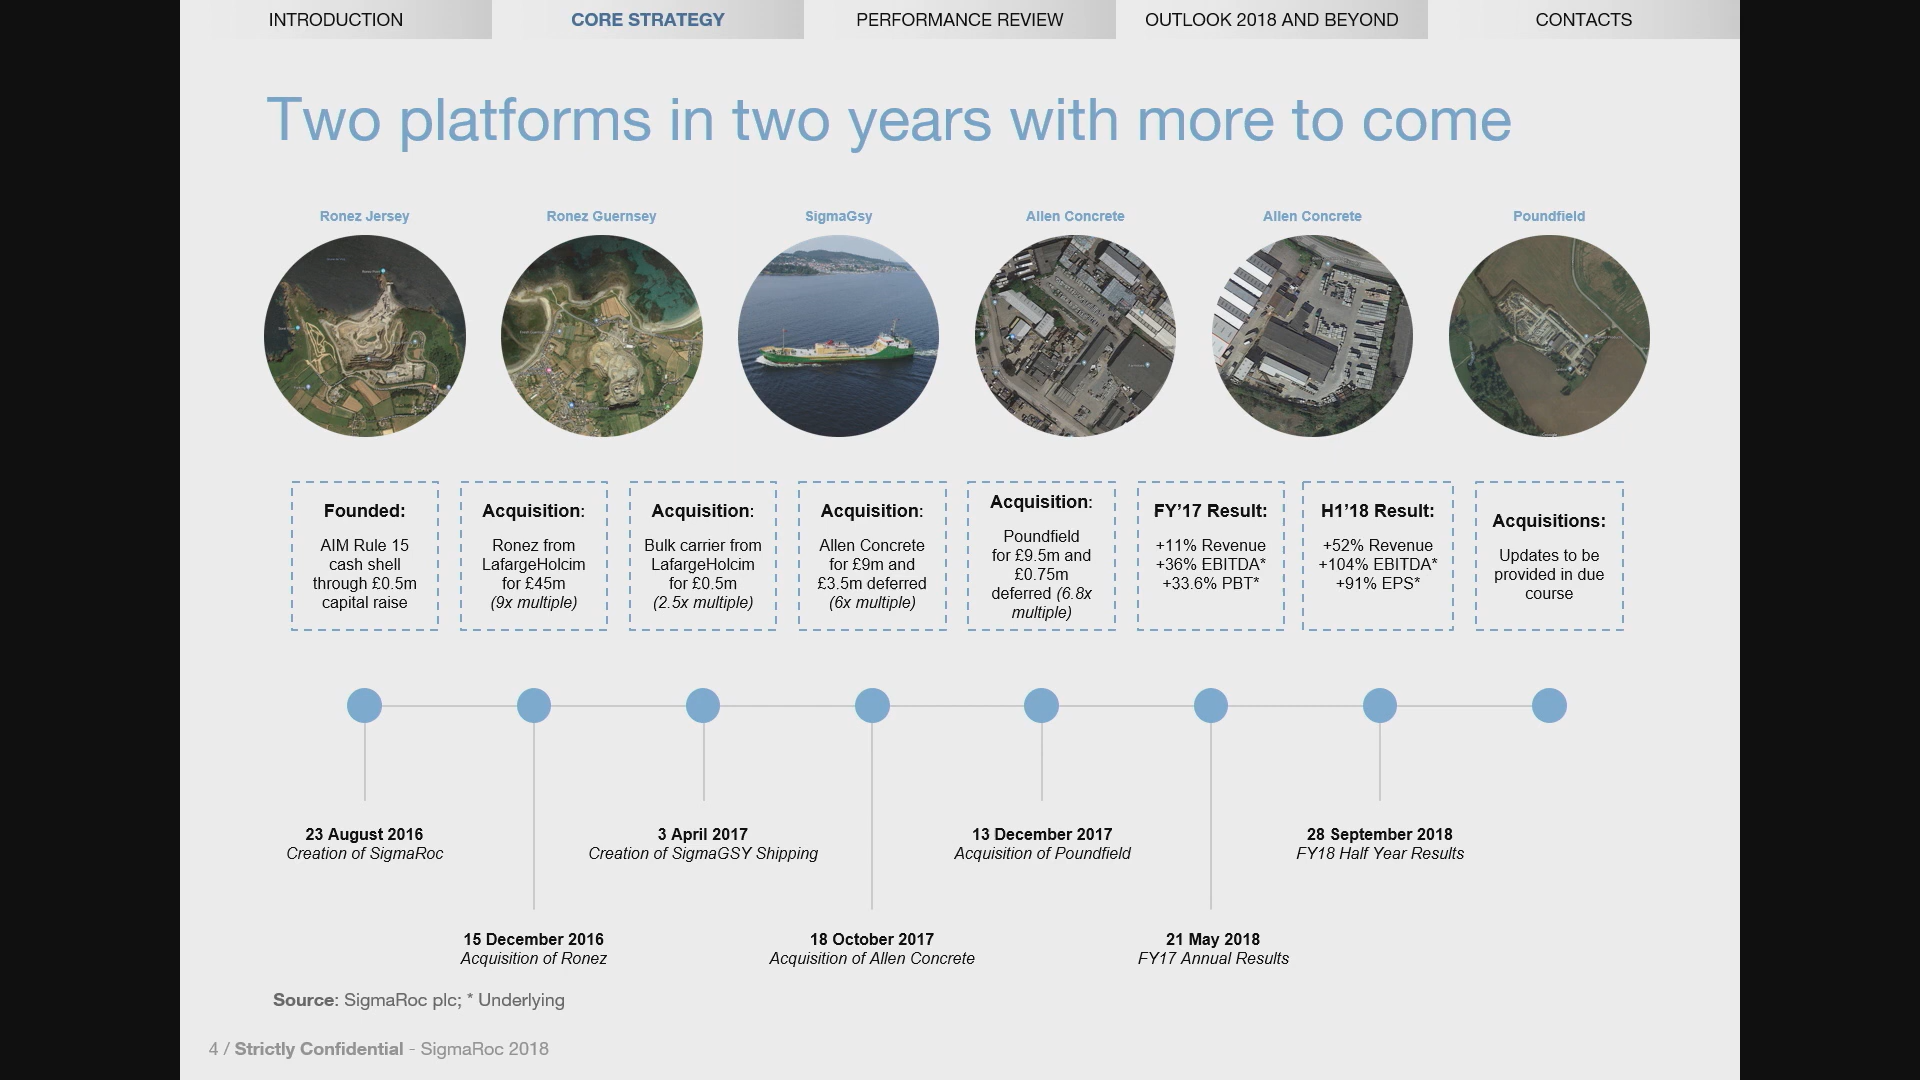 INTRODUCTION
CORE STRATEGY
PERFORMANCE REVIEW
OUTLOOK 2018 AND BEYOND
CONTACTS
Two platforms in two years with more to come
Ronez Jersey
Ronez Guernsey
SigmaGsy
Allen Concrete
Allen Concrete
Poundfield
Founded:
AIM Rule 15
cash shell
through £0.5m
capital raise
Acquisition:
Ronez from
LafargeHolcim
for £45m
(9x multiple)
Acquisition:
Bulk carrier from
LafargeHolcim
for £0.5m
(2.5x multiple)
Acquisition:
Allen Concrete
for £9m and
£3.5m deferred
(6x multiple)
Acquisition:
Poundfield
for £9.5m and
£0.75m
deferred (6.8x
multiple)
FY’17 Result:
+11% Revenue
+36% EBITDA*
+33.6% PBT*
H1’18 Result:
+52% Revenue
+104% EBITDA*
+91% EPS*
Acquisitions:
Updates to be
provided in due
course
23 August 2016
Creation of SigmaRoc
3 April 2017
Creation of SigmaGSY Shipping
13 December 2017
Acquisition of Poundfield
28 September 2018
FY18 Half Year Results
15 December 2016
Acquisition of Ronez
18 October 2017
Acquisition of Allen Concrete
21 May 2018
FY17 Annual Results
Source: SigmaRoc plc; * Underlying
4 / Strictly Confidential - SigmaRoc 2018